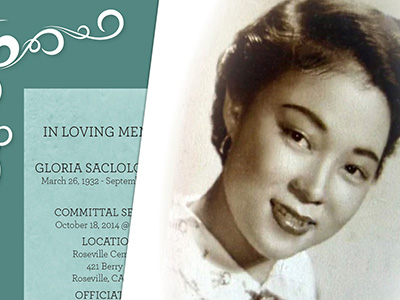 IN LOVING MEM
GLORIA SACLOLO
March 26, 1932 - Septem
COMMITTAL SE
October 18, 2014 @
LOCATIO
Roseville Cem
421 Berry
Roseville, CA
OFFICIAT